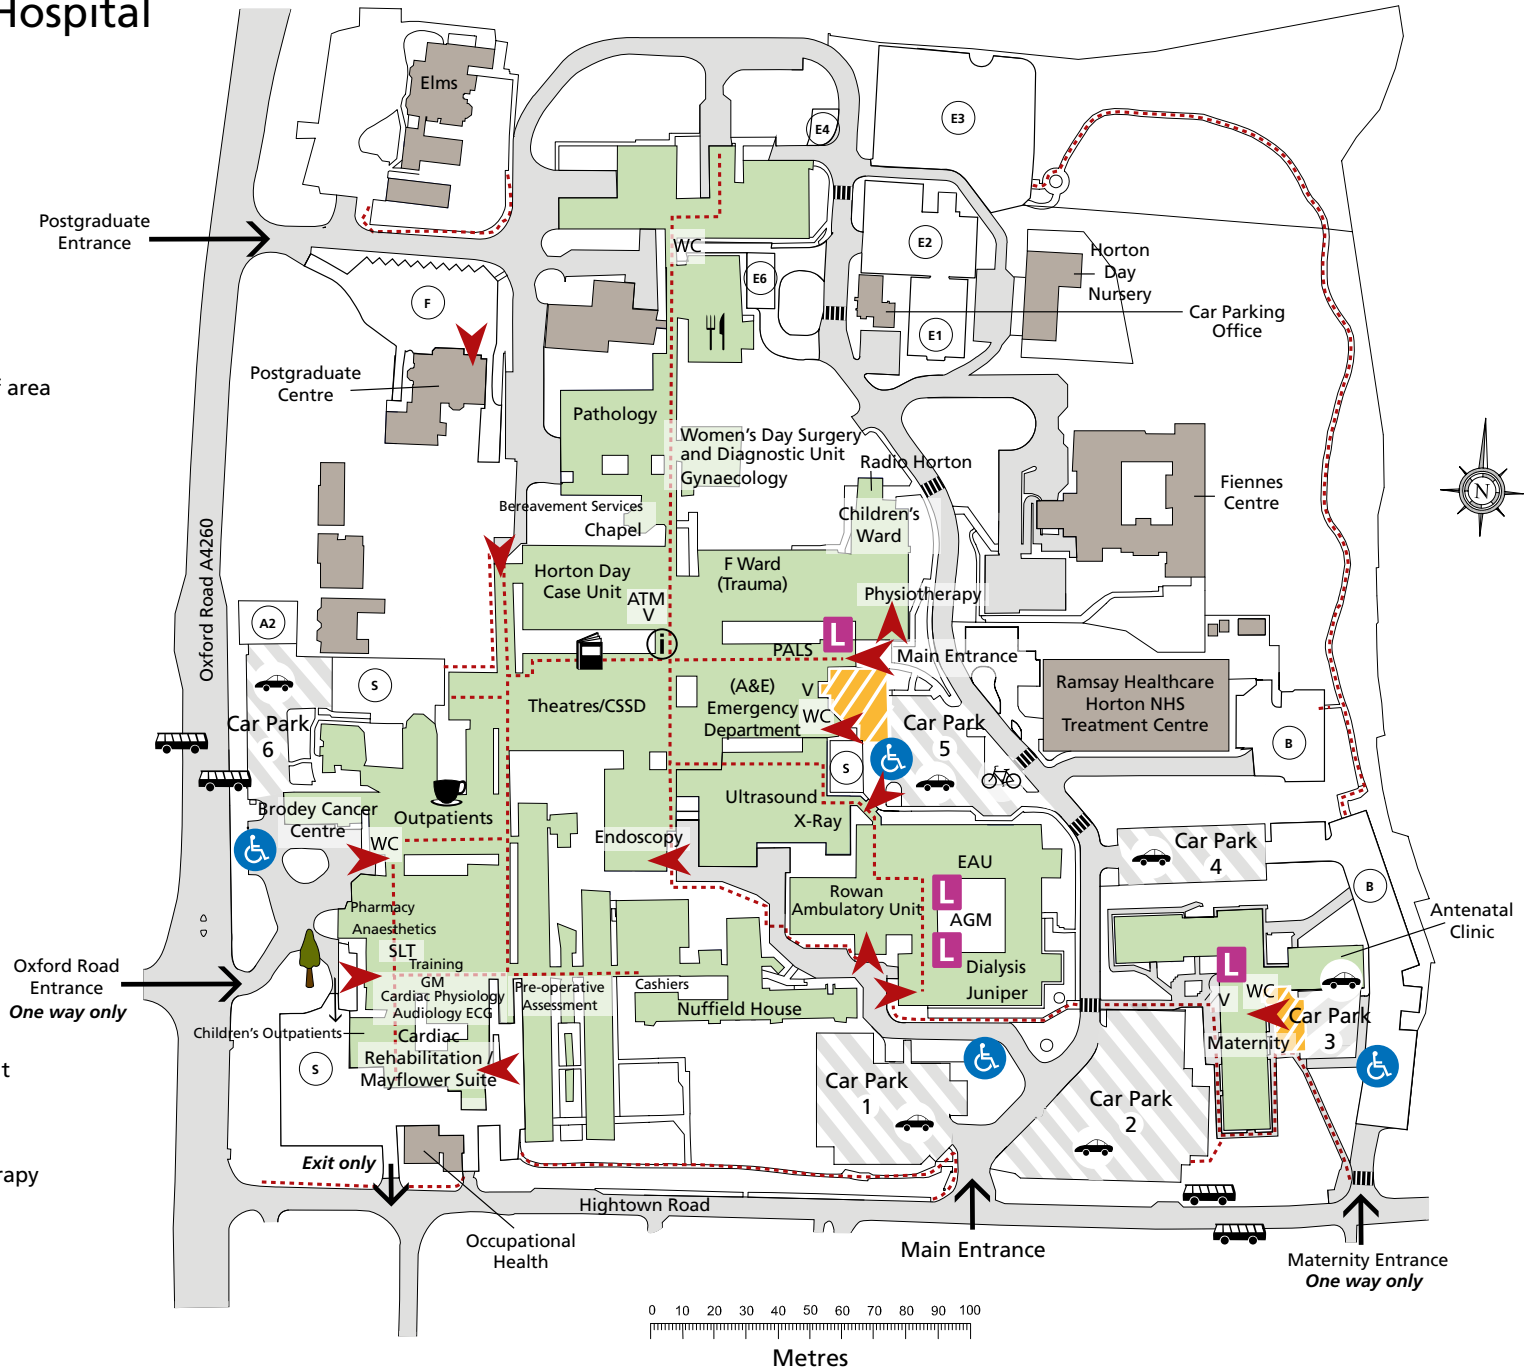 Hospital
Elms
E4
E3
Postgraduate
Entrance
WC
E2
E6
Horton
Day
Nursery
F
Car Parking
Office
E1
area
Postgraduate
Centre
Pathology
Women's Day Surgery
and Diagnostic Unit
Gynaecology
Radio Horton
Fiennes
Centre
N
Bereavement Services
Chapel
Children's
Ward
Oxford Road A4260
Horton Day
Case Unit
F Ward
(Trauma)
ATM
V
Physiotherapy
A2
L
i
PALS
Main Entrance
S
Theatres/CSSD
(A&E)
Emergency
Department
V
WC
Ramsay Healthcare
Horton NHS
Treatment Centre
Car Park
6
Car Park
5
B
S
Ultrasound
X-Ray
Brodey Cancer
Centre
WC
Outpatients
Endoscopy
Car Park
4
EAU
Rowan
Ambulatory Unit
L
AGM
L
B
Antenatal
Clinic
Pharmacy
Anaesthetics
SLT
Training
GM
Cardiac Physiology
Audiology ECG
Pre-operative
Assessment
Cashiers
Nuffield House
Dialysis
Juniper
L
V
WC
Car Park
3
Maternity
Oxford Road
Entrance
One way only
Children's Outpatients
Cardiac
Rehabilitation /
Mayflower Suite
S
t
Car Park
1
Car Park
2
Exit only
rapy
Hightown Road
Occupational
Health
Main Entrance
Maternity Entrance
One way only
0 10 20 30 40 50 60 70 80 90 100
Metres